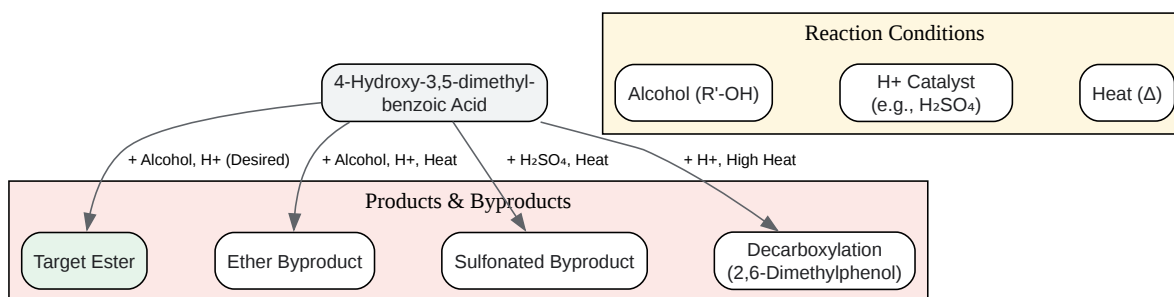 Reaction Conditions
4-Hydroxy-3,5-dimethyl-
benzoic Acid
Alcohol (R'-OH)
H+ Catalyst
(e.g., H₂SO₄)
Heat (Δ)
+ Alcohol, H+ (Desired)
+ Alcohol, H+, Heat
+ H₂SO₄, Heat
+ H+, High Heat
Products & Byproducts
Target Ester
Ether Byproduct
Sulfonated Byproduct
Decarboxylation
(2,6-Dimethylphenol)